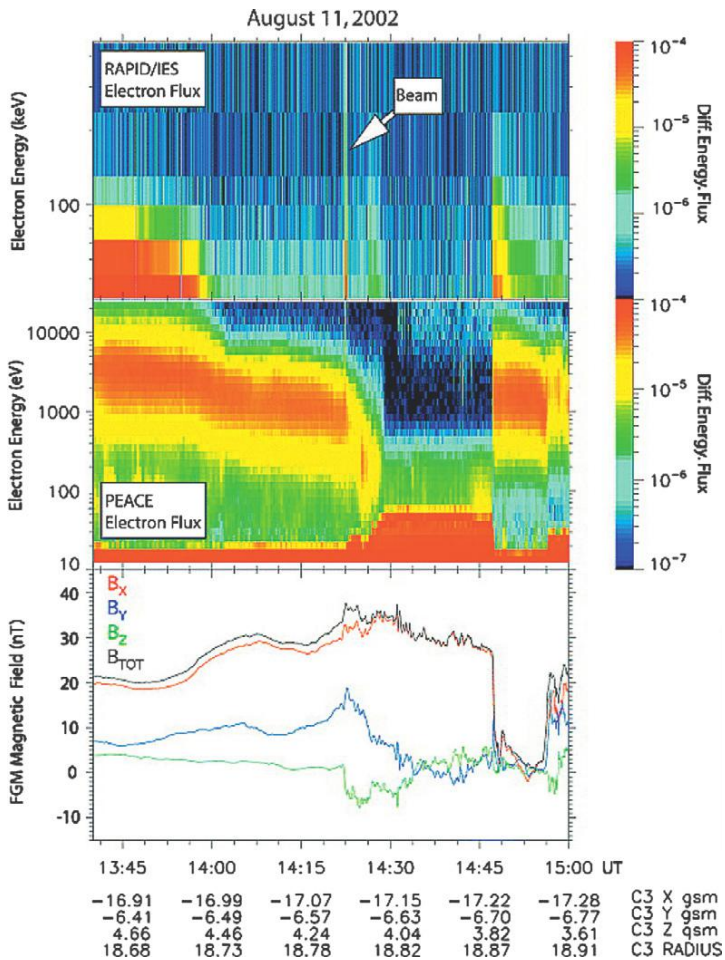 August 11, 2002
RAPID/IES
Electron Flux
Beam
Electron Energy (keV)
100
10⁻⁴
10⁻⁵
10⁻⁶
Diff. Energy. Flux
10000
1000
100
10
Electron Energy (eV)
PEACE
Electron Flux
10⁻⁴
10⁻⁵
10⁻⁶
10⁻⁷
Diff. Energy. Flux
40
30
20
10
0
-10
FGM Magnetic Field (nT)
B_X
B_Y
B_Z
B_TOT
13:45 14:00 14:15 14:30 14:45 15:00 UT
-16.91 -16.99 -17.07 -17.15 -17.22 -17.28 C3 X gsm
-6.41 -6.49 -6.57 -6.63 -6.70 -6.77 C3 Y gsm
4.66 4.46 4.24 4.04 3.82 3.61 C3 Z gsm
18.68 18.73 18.78 18.82 18.87 18.91 C3 RADIUS